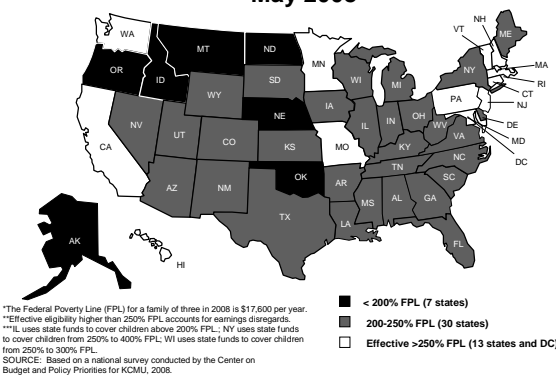 May 2008
WA
NH
VT
ME
MT
ND
MN
OR
ID
SD
WI
NY
MA
MI
RI
WY
CT
PA
NJ
IA
NE
NV
OH
DE
IN
IL
UT
WV
MD
CO
VA
CA
KS
MO
KY
DC
NC
TN
OK
AR
SC
AZ
NM
MS
AL
GA
TX
LA
AK
FL
HI
*The Federal Poverty Line (FPL) for a family of three in 2008 is $17,600 per year.
**Effective eligibility higher than 250% FPL accounts for earnings disregards.
***IL uses state funds to cover children above 200% FPL.; NY uses state funds
to cover children from 250% to 400% FPL; WI uses state funds to cover children
from 250% to 300% FPL.
SOURCE: Based on a national survey conducted by the Center on
Budget and Policy Priorities for KCMU, 2008.
< 200% FPL (7 states)
200-250% FPL (30 states)
Effective >250% FPL (13 states and DC)